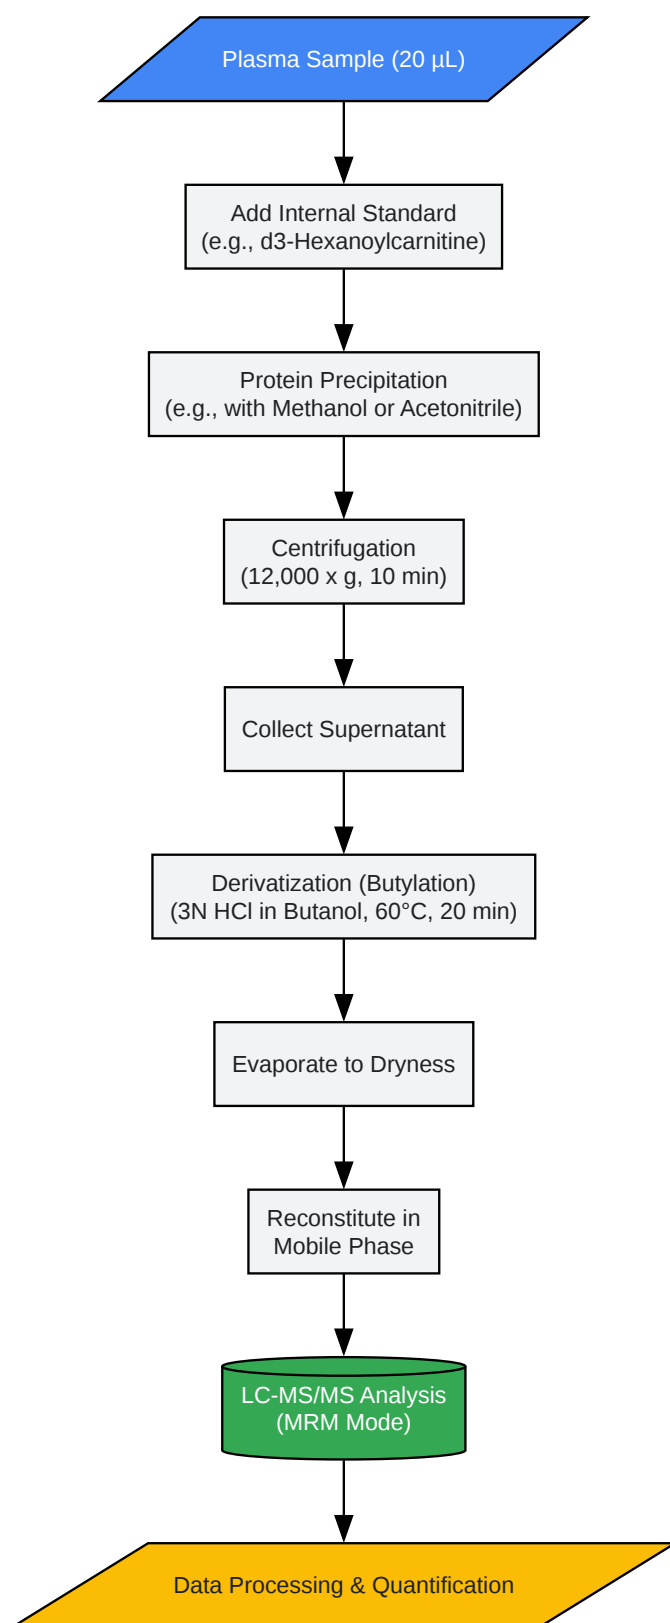 Plasma Sample (20 µL)
Add Internal Standard
(e.g., d3-Hexanoylcarnitine)
Protein Precipitation
(e.g., with Methanol or Acetonitrile)
Centrifugation
(12,000 x g, 10 min)
Collect Supernatant
Derivatization (Butylation)
(3N HCl in Butanol, 60°C, 20 min)
Evaporate to Dryness
Reconstitute in
Mobile Phase
LC-MS/MS Analysis
(MRM Mode)
Data Processing & Quantification